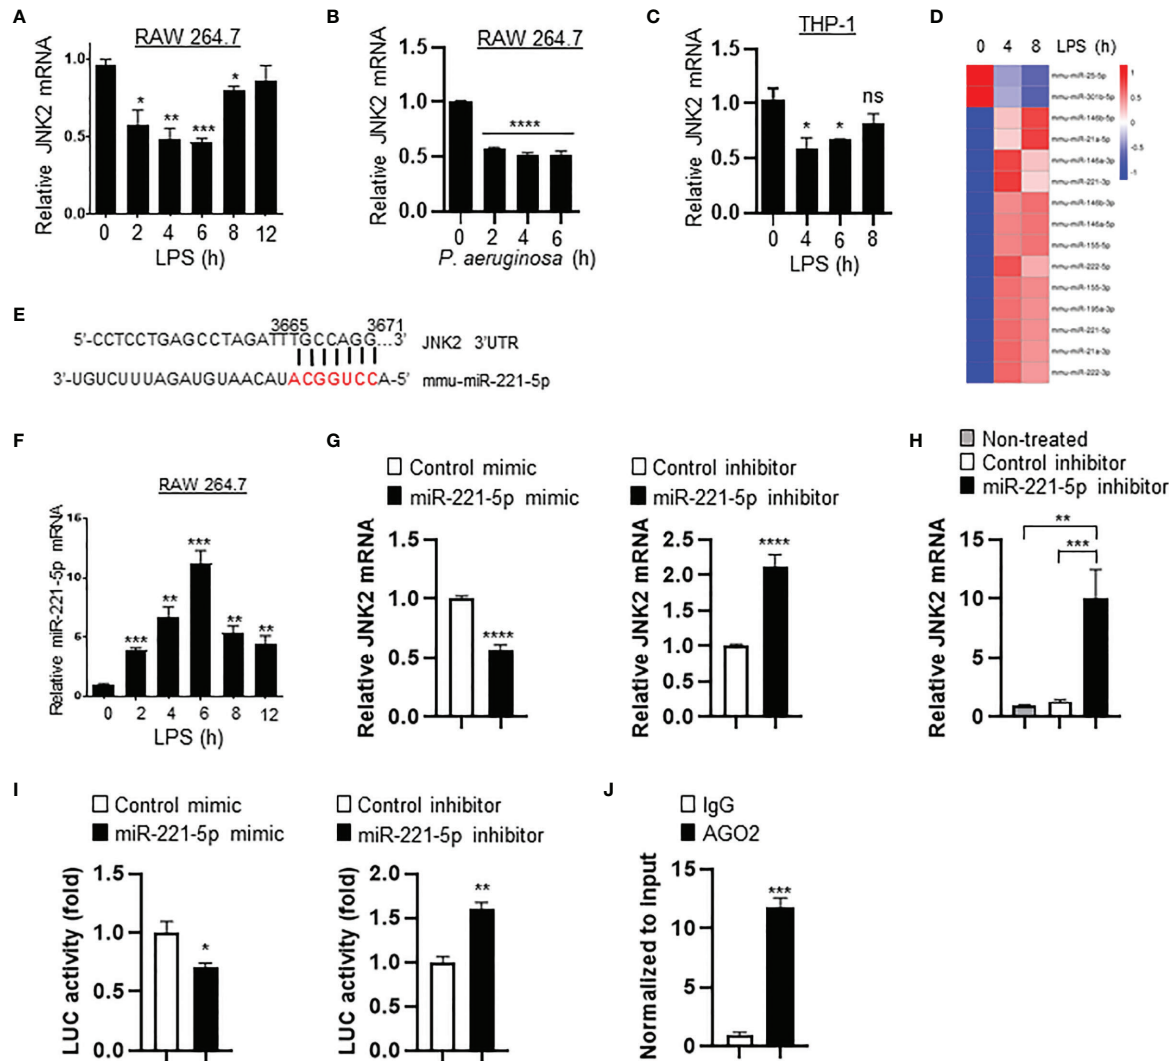 A
RAW 264.7
Relative JNK2 mRNA
1.0
0.5
0.0
*
**
***
*
0 2 4 6 8 12
LPS (h)
B
RAW 264.7
Relative JNK2 mRNA
1.5
1.0
0.5
0.0
****
0 2 4 6
P. aeruginosa (h)
C
THP-1
Relative JNK2 mRNA
1.5
1.0
0.5
0.0
*
*
ns
0 4 6 8
LPS (h)
D
0 4 8 LPS (h)
1
0.5
0
-0.5
-1
mmu-miR-25-5p
mmu-miR-301b-5p
mmu-miR-146b-5p
mmu-miR-21a-5p
mmu-miR-146a-3p
mmu-miR-221-3p
mmu-miR-146b-3p
mmu-miR-146a-5p
mmu-miR-155-5p
mmu-miR-222-5p
mmu-miR-155-3p
mmu-miR-195a-3p
mmu-miR-221-5p
mmu-miR-21a-3p
mmu-miR-222-3p
E
3665 3671
5'-CCTCCTGAGCCTAGATTTGCCAGG...3' JNK2 3'UTR
3'-UGUCUUUAGAUGUAACAUACGGUCCA-5' mmu-miR-221-5p
F
RAW 264.7
Relative miR-221-5p mRNA
16
12
6
0
***
**
***
**
**
0 2 4 6 8 12
LPS (h)
G
Control mimic
miR-221-5p mimic
Relative JNK2 mRNA
1.5
1.0
0.5
0.0
****
Control inhibitor
miR-221-5p inhibitor
Relative JNK2 mRNA
2.5
2.0
1.5
1.0
0.5
0.0
****
H
Non-treated
Control inhibitor
miR-221-5p inhibitor
Relative JNK2 mRNA
15
10
5
0
**
***
I
Control mimic
miR-221-5p mimic
LUC activity (fold)
1.5
1.0
0.5
0.0
*
Control inhibitor
miR-221-5p inhibitor
LUC activity (fold)
2.0
1.5
1.0
0.5
0.0
**
J
IgG
AGO2
Normalized to Input
15
10
5
0
***